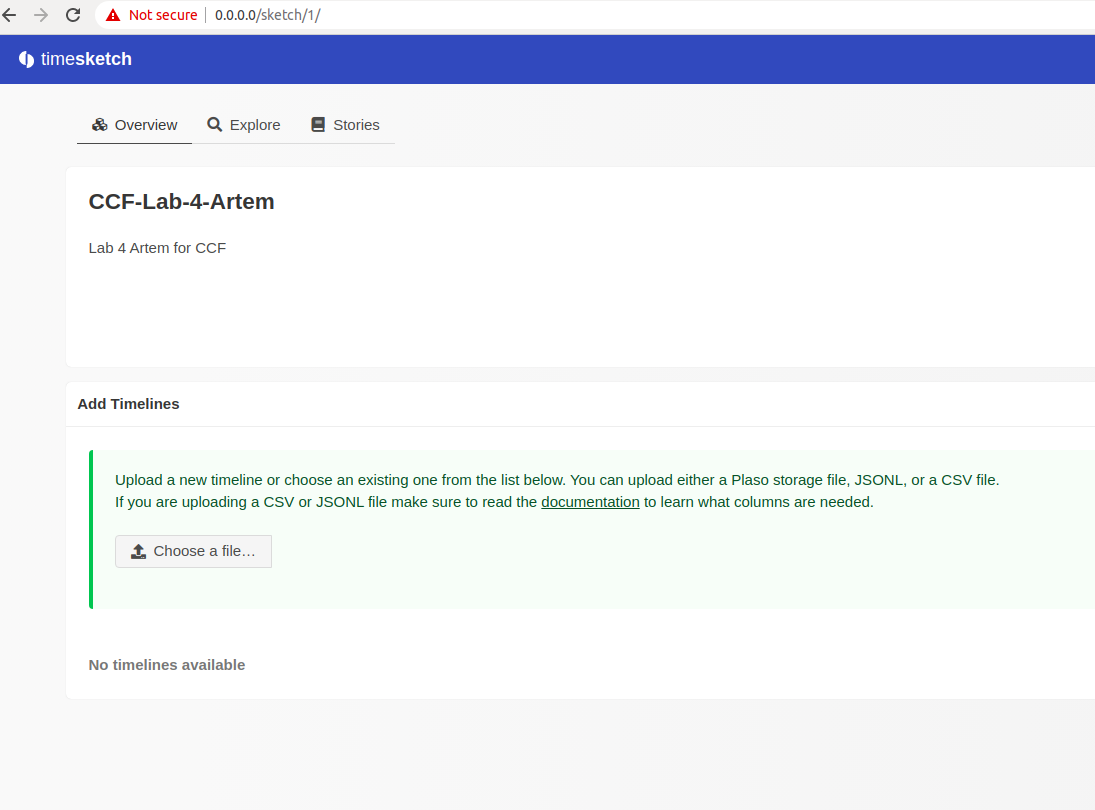 Not secure 0.0.0.0/sketch/1/
timesketch
Overview Explore Stories
CCF-Lab-4-Artem
Lab 4 Artem for CCF
Add Timelines
Upload a new timeline or choose an existing one from the list below. You can upload either a Plaso storage file, JSONL, or a CSV file.
If you are uploading a CSV or JSONL file make sure to read the documentation to learn what columns are needed.
Choose a file...
No timelines available